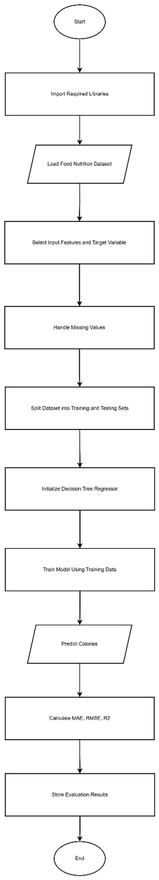 Start
Import Required Libraries
Load Food Nutrition Dataset
Select Input Features and Target Variable
Handle Missing Values
Split Dataset into Training and Testing Sets
Initialize Decision Tree Regressor
Train Model Using Training Data
Predict Calories
Calculate MAE, RMSE, R2
Store Evaluation Results
End